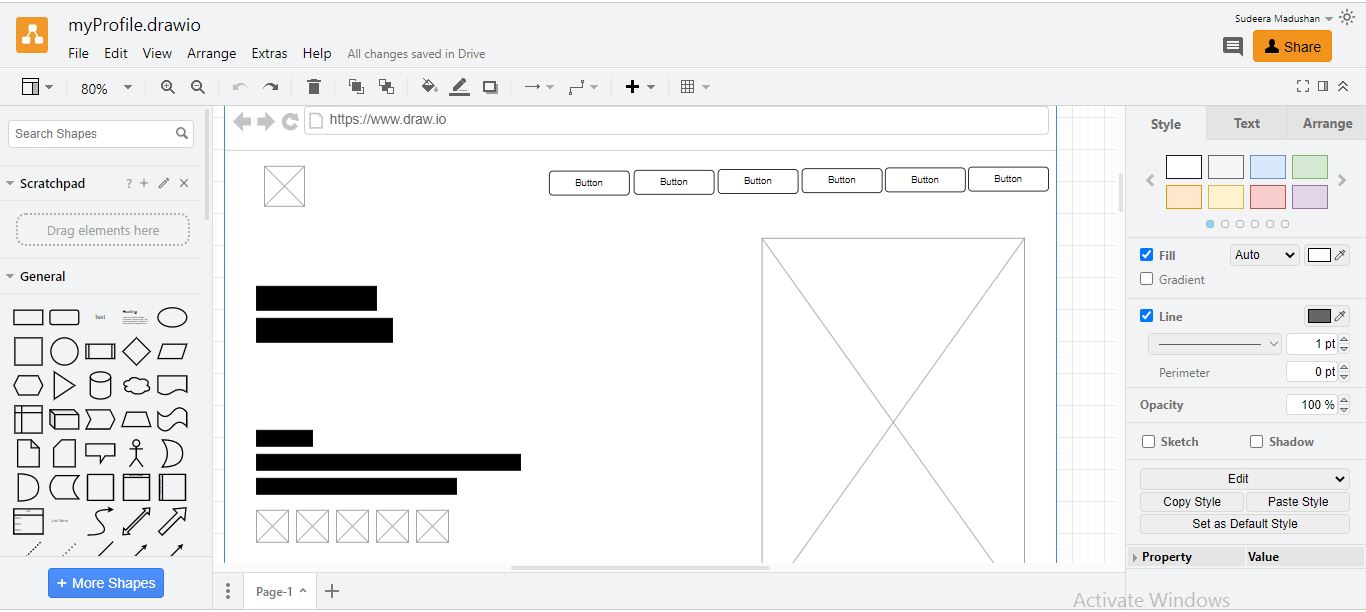 myProfile.drawio
Sudeera Madushan
File Edit View Arrange Extras Help All changes saved in Drive
Share
80%
Search Shapes
https://www.draw.io
Style Text Arrange
Scratchpad ? + ×
Drag elements here
Button Button Button Button Button Button
General
Text
Heading
List
List Item
Fill Auto
Gradient
Line
1 pt
Perimeter 0 pt
Opacity 100 %
Sketch Shadow
Edit
Copy Style Paste Style
Set as Default Style
Property Value
+ More Shapes
Page-1 +
Activate Windows